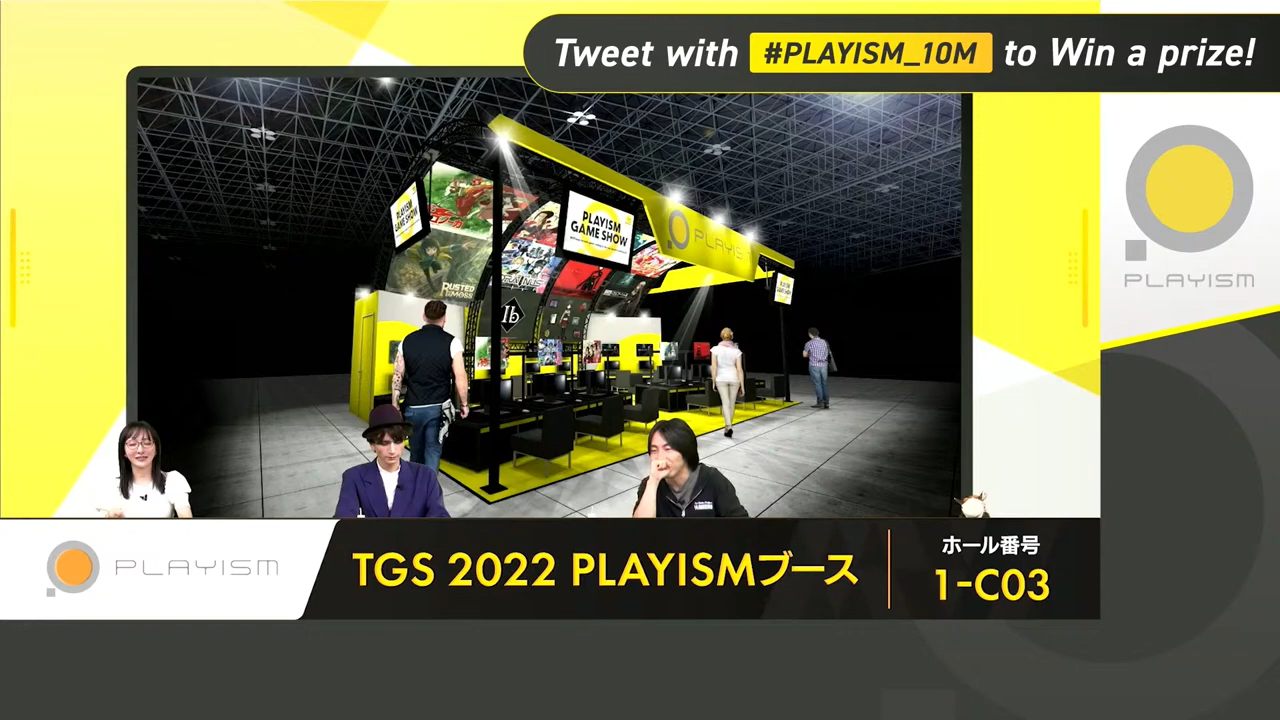 Tweet with #PLAYISM_10M to Win a prize!
PLAYISM
PLAYISM
GAME SHOW
PLAYISM
GAME SHOW
PLAYISM
RUSTED
MOSS
Ib
PLAYISM
TGS 2022 PLAYISMブース
ホール番号
1-C03